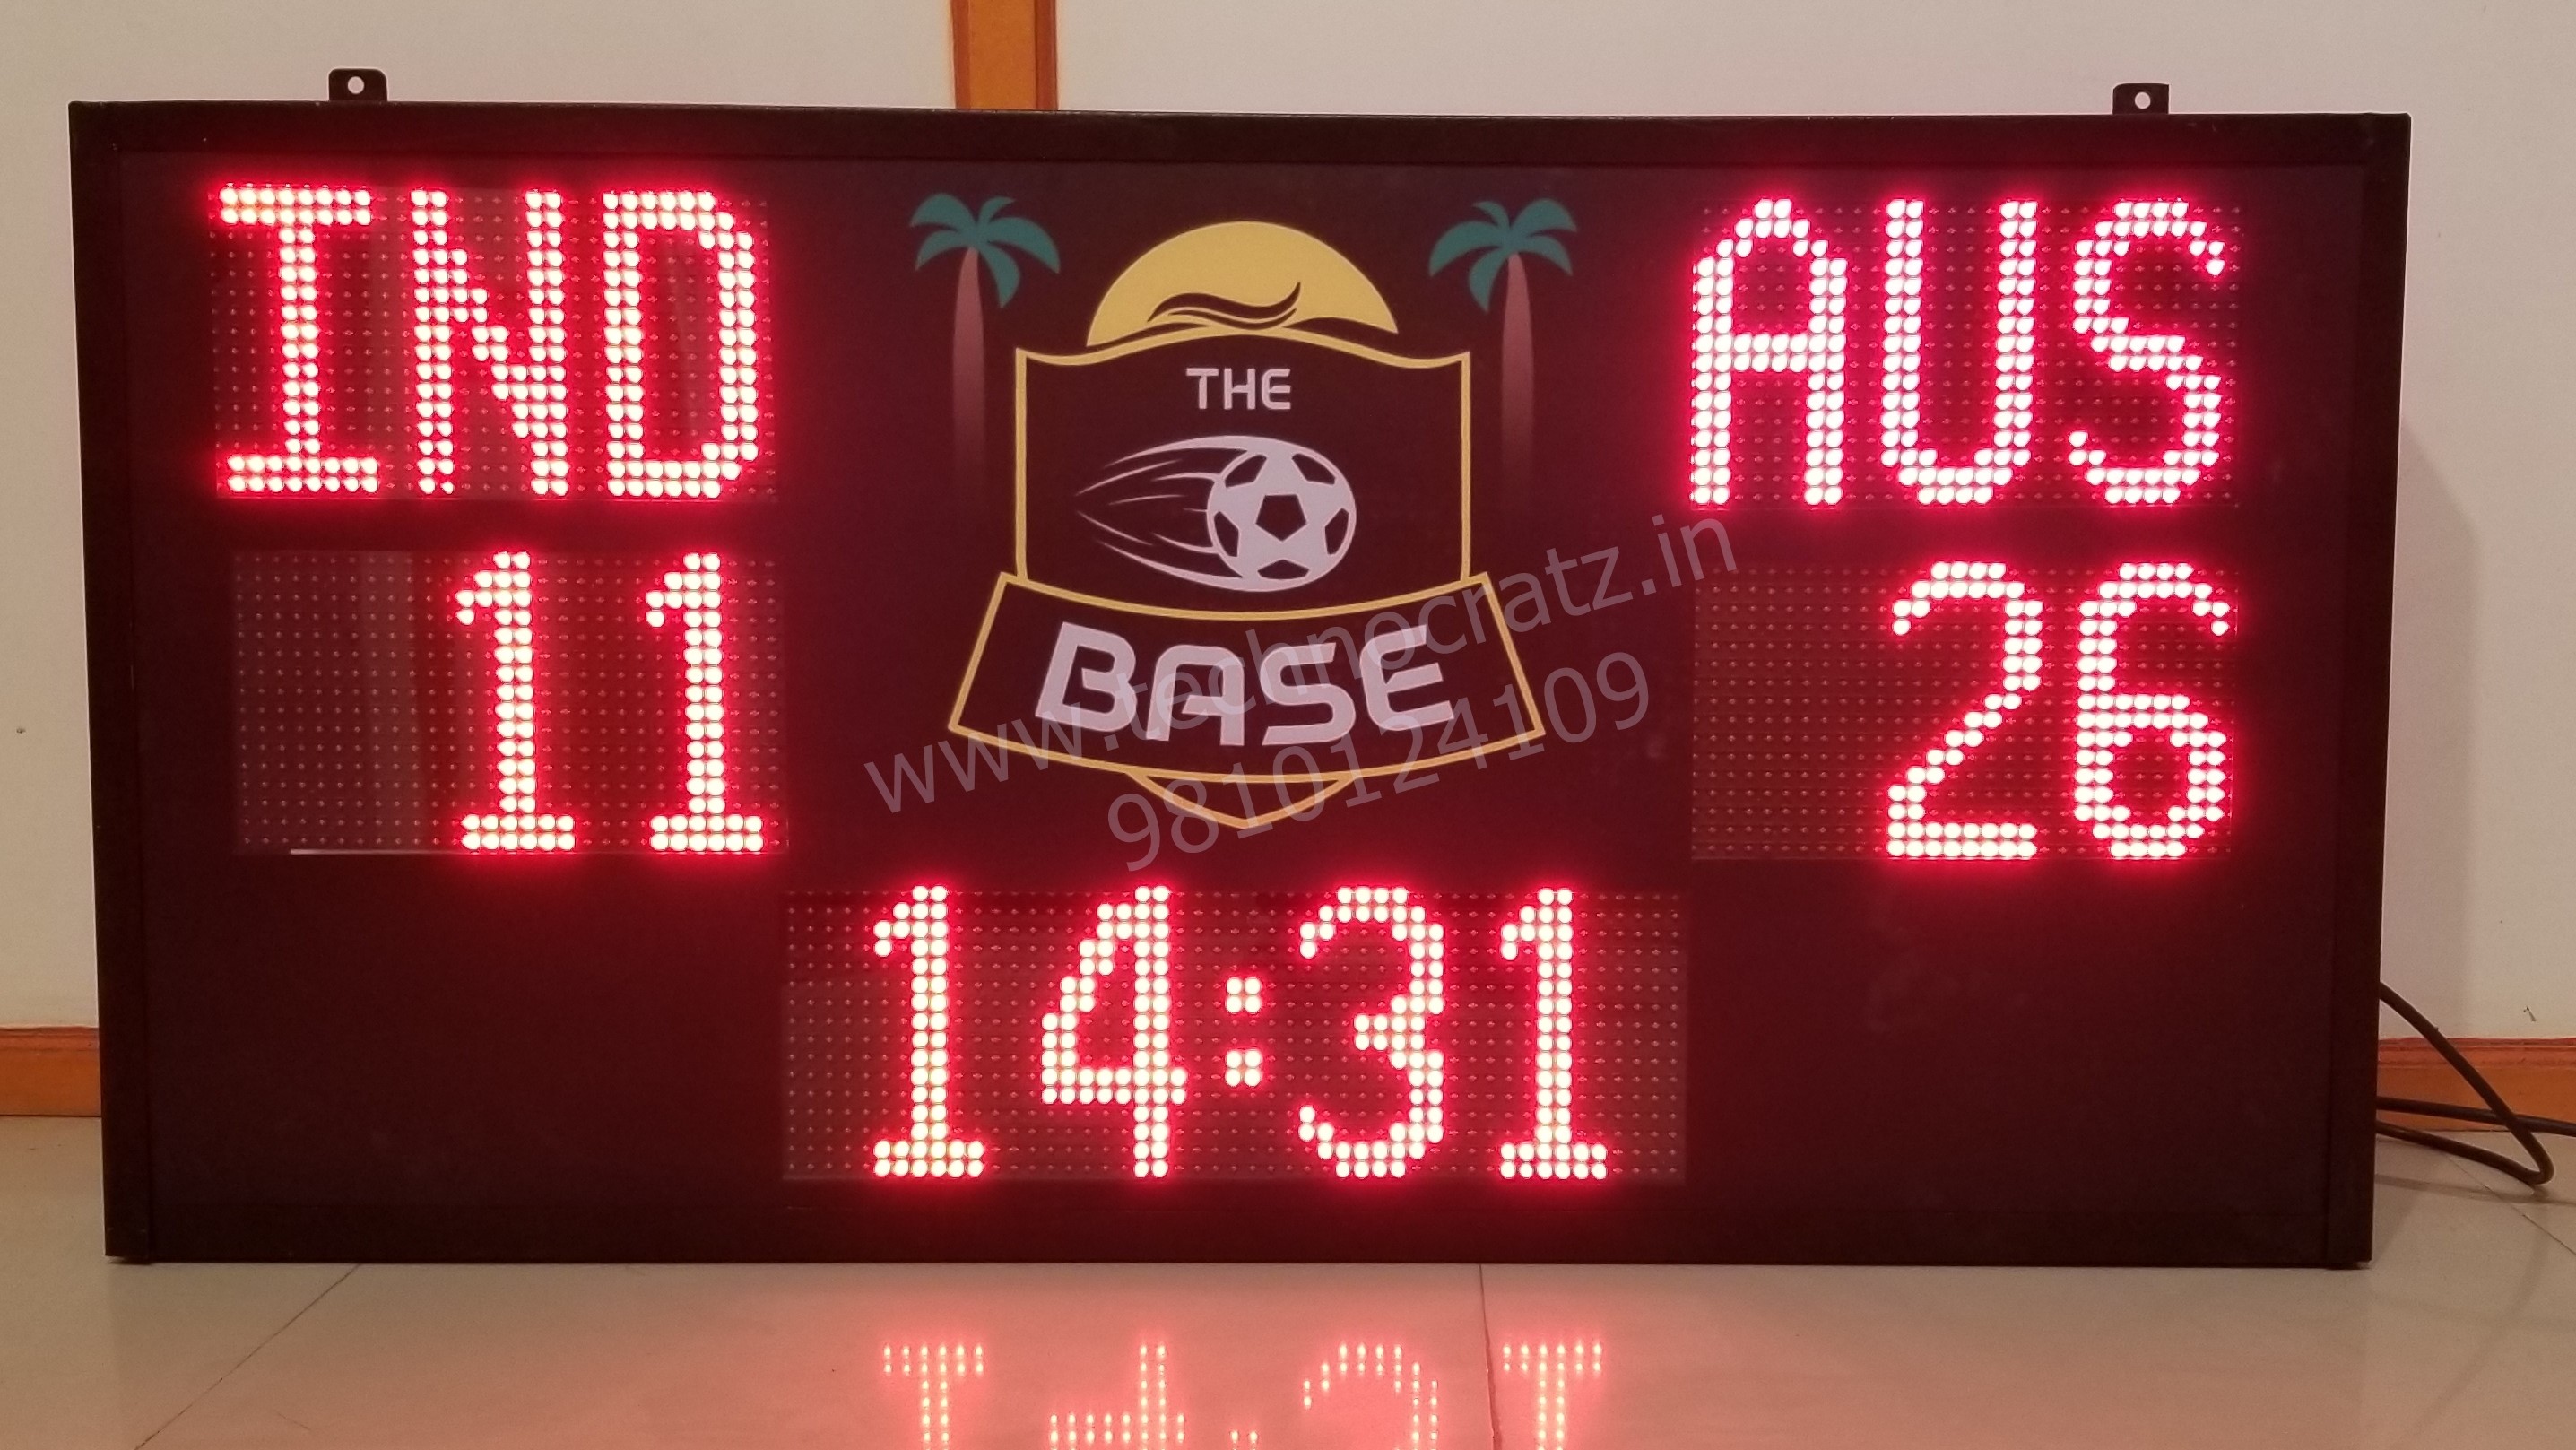 IND
AUS
THE
BASE
11
26
14:31
www.technocratz.in
9810124109